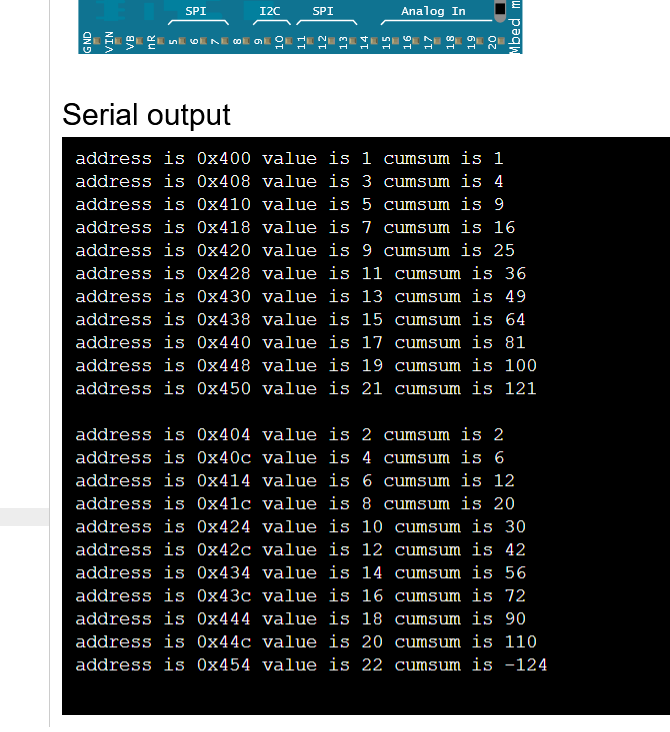 SPI I2C SPI Analog In
GND VIN VB nR 5 6 7 8 9 10 11 12 13 14 15 16 17 18 19 20 Mbed m
Serial output
address is 0x400 value is 1 cumsum is 1
address is 0x408 value is 3 cumsum is 4
address is 0x410 value is 5 cumsum is 9
address is 0x418 value is 7 cumsum is 16
address is 0x420 value is 9 cumsum is 25
address is 0x428 value is 11 cumsum is 36
address is 0x430 value is 13 cumsum is 49
address is 0x438 value is 15 cumsum is 64
address is 0x440 value is 17 cumsum is 81
address is 0x448 value is 19 cumsum is 100
address is 0x450 value is 21 cumsum is 121
address is 0x404 value is 2 cumsum is 2
address is 0x40c value is 4 cumsum is 6
address is 0x414 value is 6 cumsum is 12
address is 0x41c value is 8 cumsum is 20
address is 0x424 value is 10 cumsum is 30
address is 0x42c value is 12 cumsum is 42
address is 0x434 value is 14 cumsum is 56
address is 0x43c value is 16 cumsum is 72
address is 0x444 value is 18 cumsum is 90
address is 0x44c value is 20 cumsum is 110
address is 0x454 value is 22 cumsum is -124